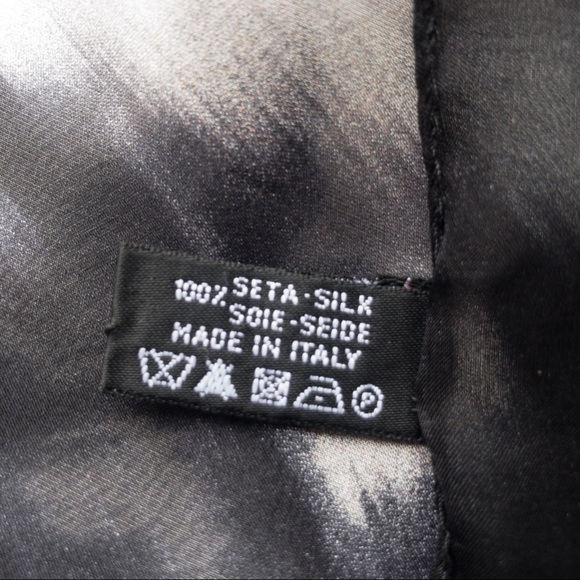 100% SETA·SILK
SOIE-SEIDE
MADE IN ITALY
P